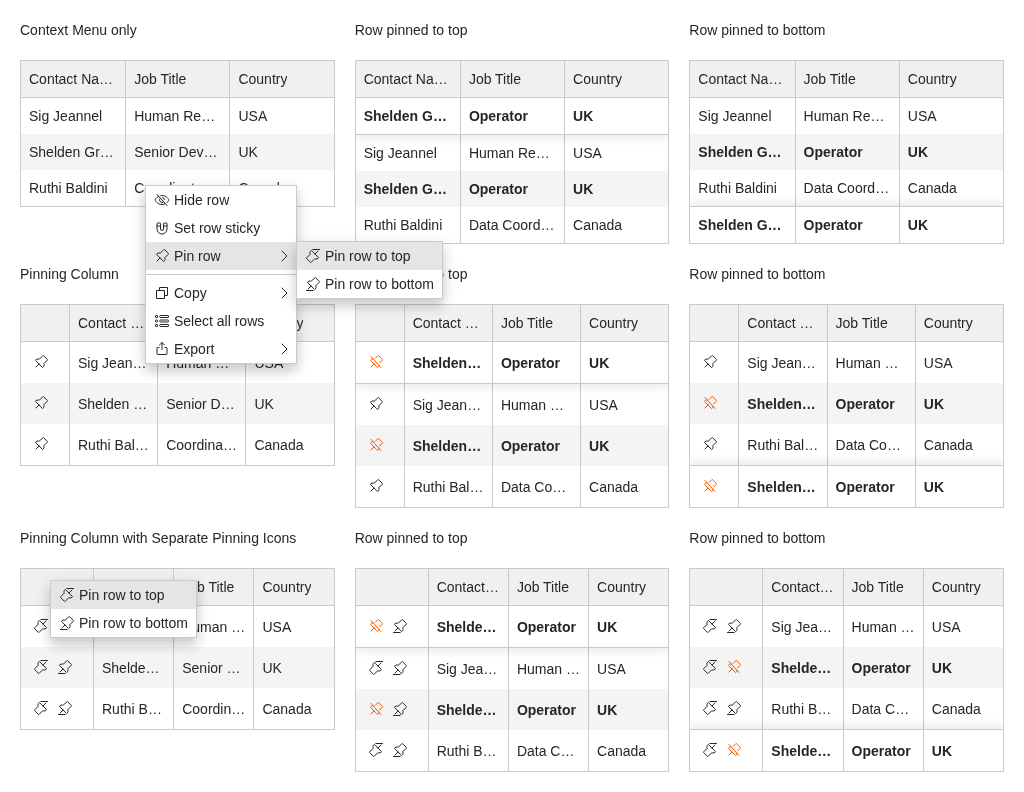 Context Menu only
Contact Na… Job Title Country
Sig Jeannel Human Re… USA
Shelden Gr… Senior Dev… UK
Ruthi Baldini
Hide row
Set row sticky
Pin row
Pin row to top
Pin row to bottom
Copy
Select all rows
Export
Row pinned to top
Contact Na… Job Title Country
Shelden G… Operator UK
Sig Jeannel Human Re… USA
Shelden G… Operator UK
Ruthi Baldini Data Coord… Canada
Row pinned to bottom
Contact Na… Job Title Country
Sig Jeannel Human Re… USA
Shelden G… Operator UK
Ruthi Baldini Data Coord… Canada
Shelden G… Operator UK
Pinning Column
Contact …
Sig Jean… Human … USA
Shelden … Senior D… UK
Ruthi Bal… Coordina… Canada
top
Contact … Job Title Country
Shelden… Operator UK
Sig Jean… Human … USA
Shelden… Operator UK
Ruthi Bal… Data Co… Canada
Row pinned to bottom
Contact … Job Title Country
Sig Jean… Human … USA
Shelden… Operator UK
Ruthi Bal… Data Co… Canada
Shelden… Operator UK
Pinning Column with Separate Pinning Icons
Pin row to top
Pin row to bottom
b Title Country
uman … USA
Shelde… Senior … UK
Ruthi B… Coordin… Canada
Row pinned to top
Contact… Job Title Country
Shelde… Operator UK
Sig Jea… Human … USA
Shelde… Operator UK
Ruthi B… Data C… Canada
Row pinned to bottom
Contact… Job Title Country
Sig Jea… Human … USA
Shelde… Operator UK
Ruthi B… Data C… Canada
Shelde… Operator UK